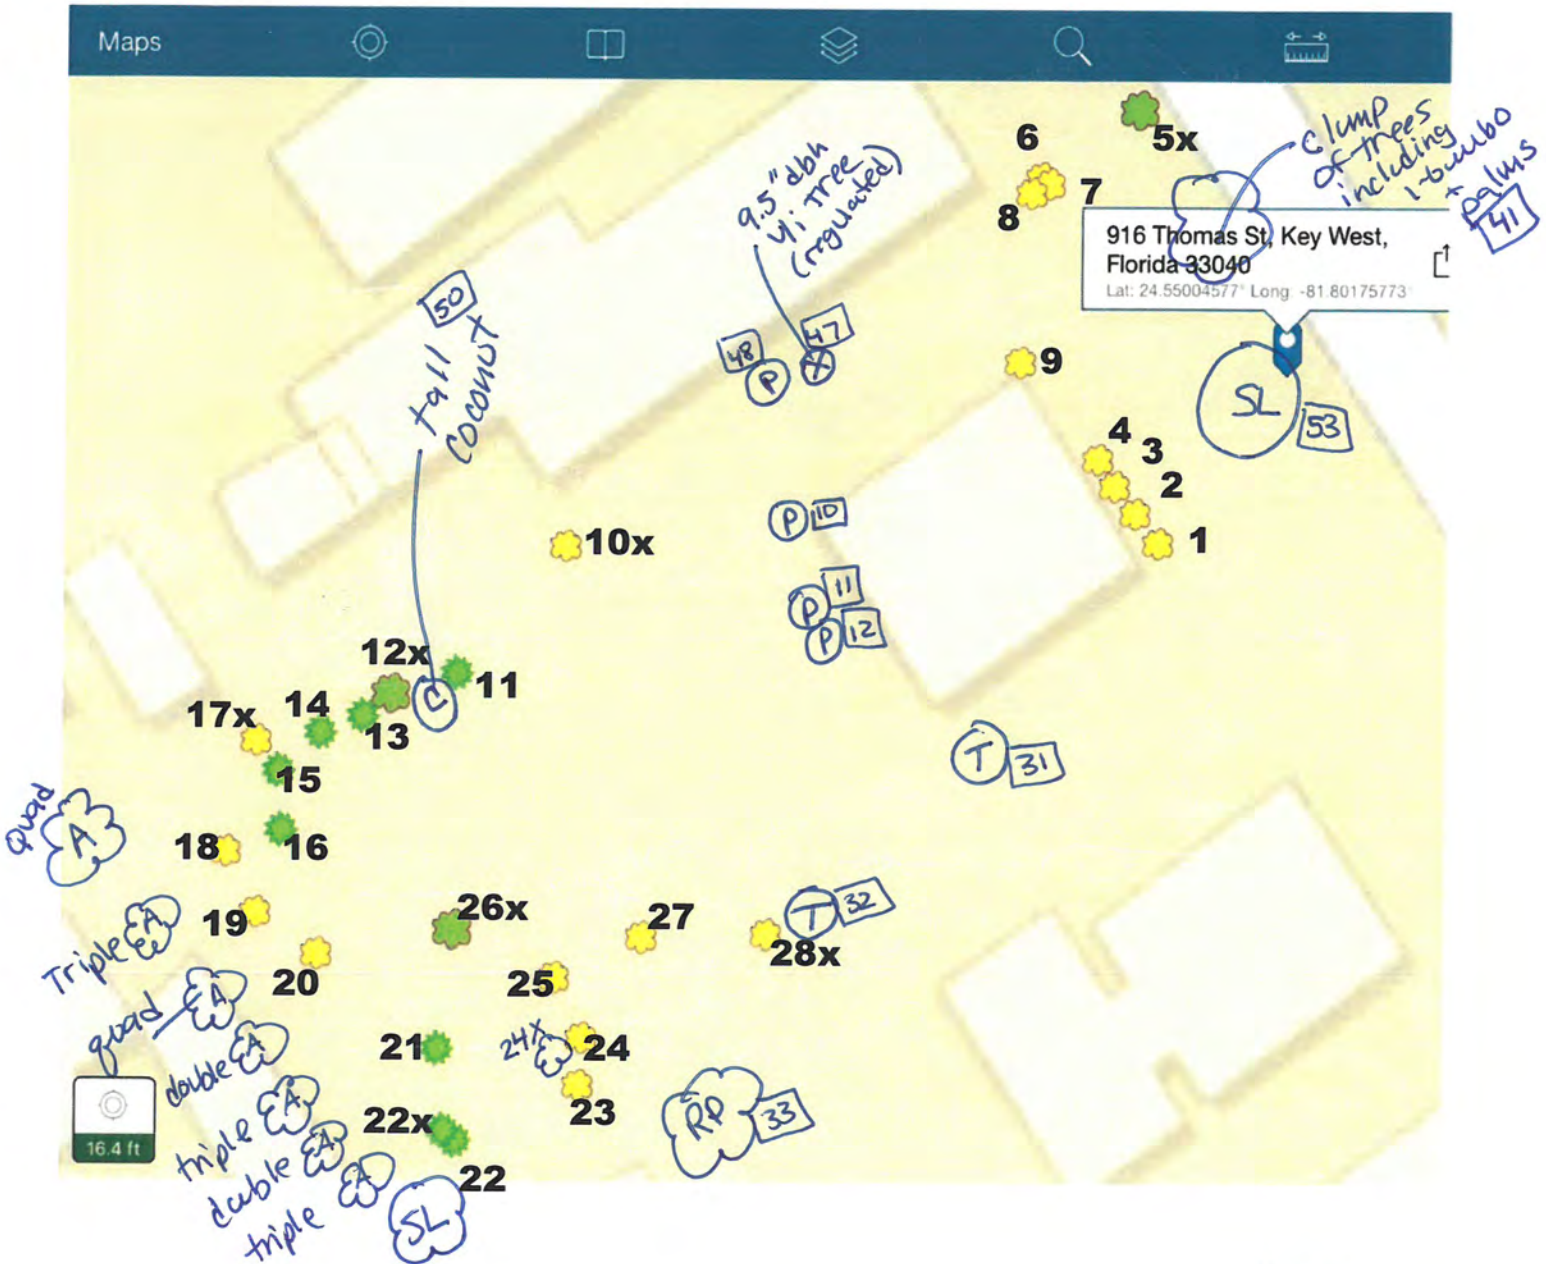 Maps
6
5x
clump
of trees
including
1-bumbo
+ palms
41
7
8
9.5" dbh
(regulated)
916 Thomas St, Key West,
Florida 33040
Lat: 24.55004577° Long: -81.80175773°
50
tall
coconut
48
47
P
X
9
SL
53
4
3
2
1
P 10
10x
11
P
P 12
12x
11
C
14
13
17x
15
T 31
16
Quad
A
18
26x
27
T 32
28x
19
Triple A
20
25
quad A
24x
24
21
double A
23
RP 33
triple A
22x
double A
22
triple A
SL
16.4 ft